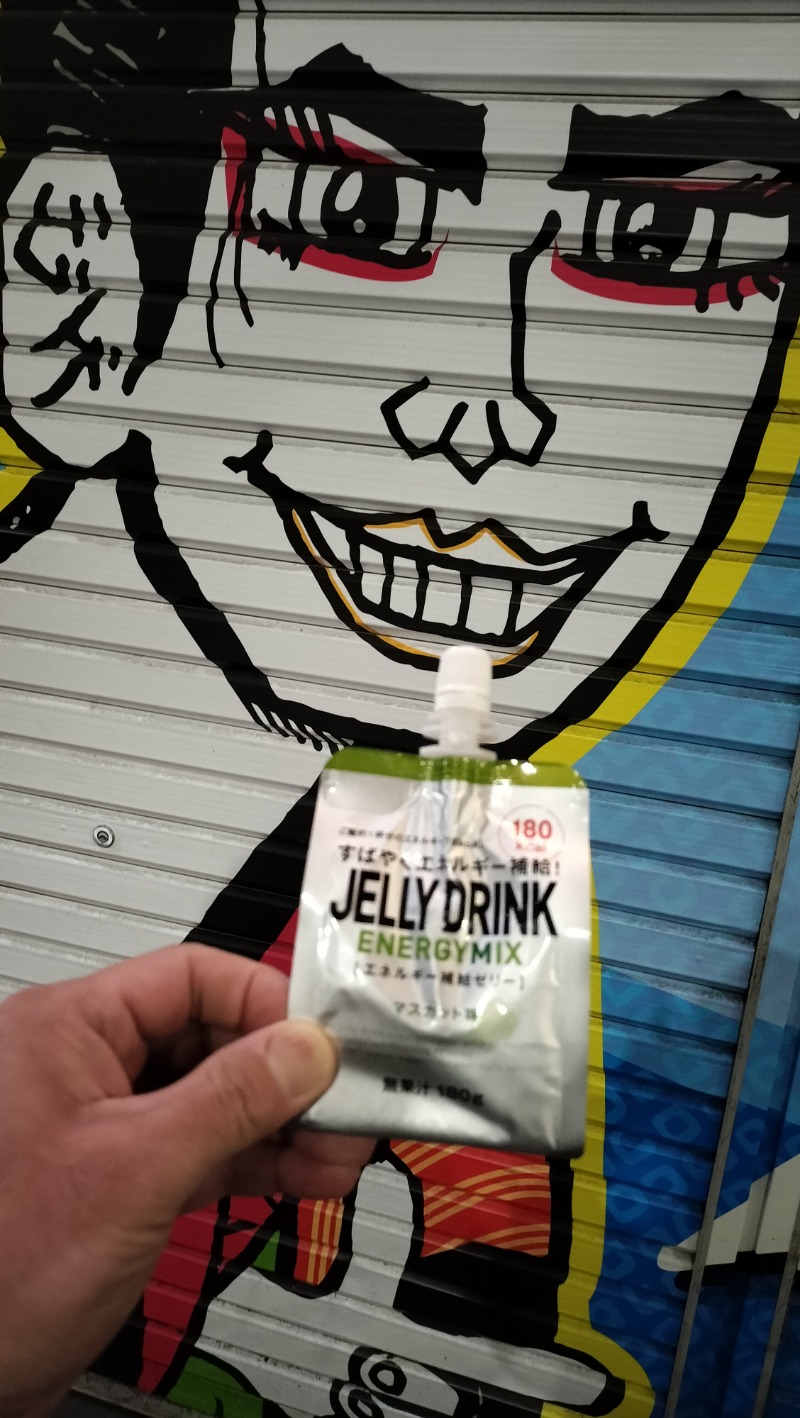 180
kcal
すばやくエネルギー補給!
JELLY DRINK
ENERGYMIX
[エネルギー補給ゼリー]
マスカット味
無果汁 180g